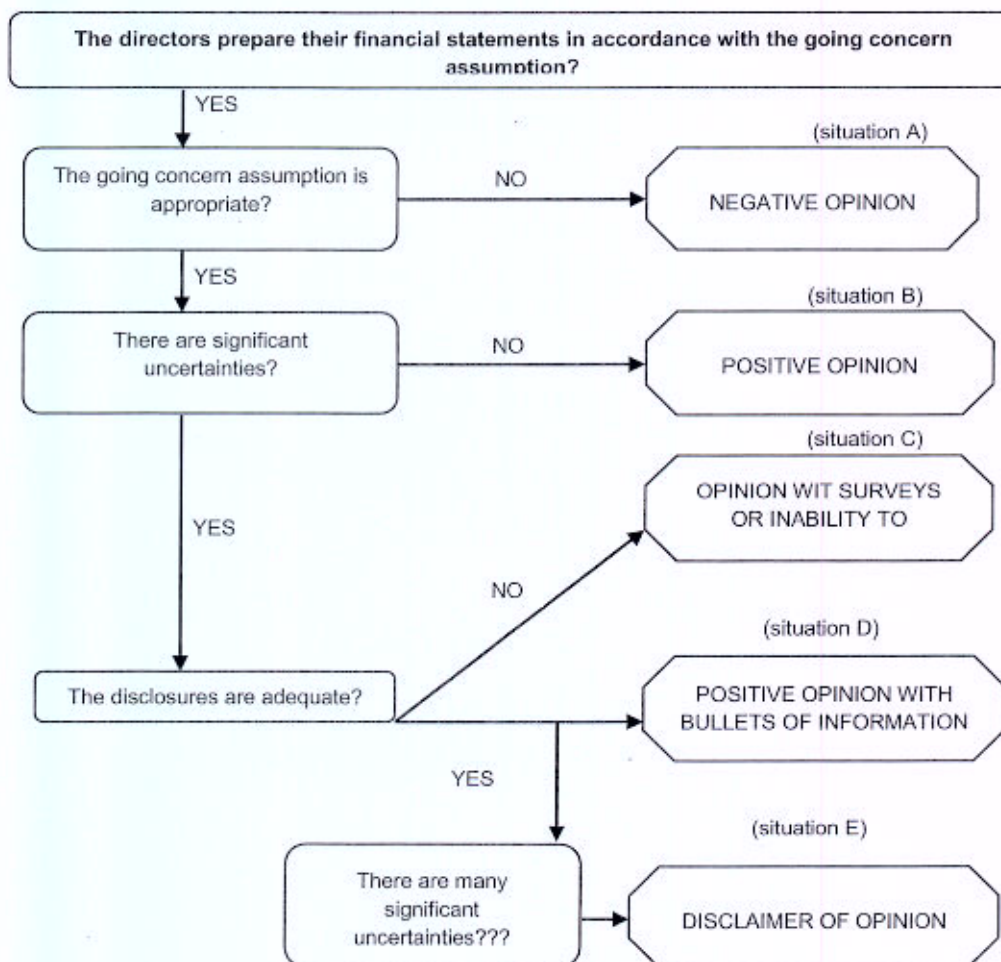 The directors prepare their financial statements in accordance with the going concern
assumption?
YES
(situation A)
The going concern assumption is
appropriate?
NO
NEGATIVE OPINION
YES
(situation B)
There are significant
uncertainties?
NO
POSITIVE OPINION
(situation C)
OPINION WIT SURVEYS
OR INABILITY TO
YES
NO
(situation D)
The disclosures are adequate?
POSITIVE OPINION WITH
BULLETS OF INFORMATION
YES
(situation E)
There are many
significant
uncertainties???
DISCLAIMER OF OPINION